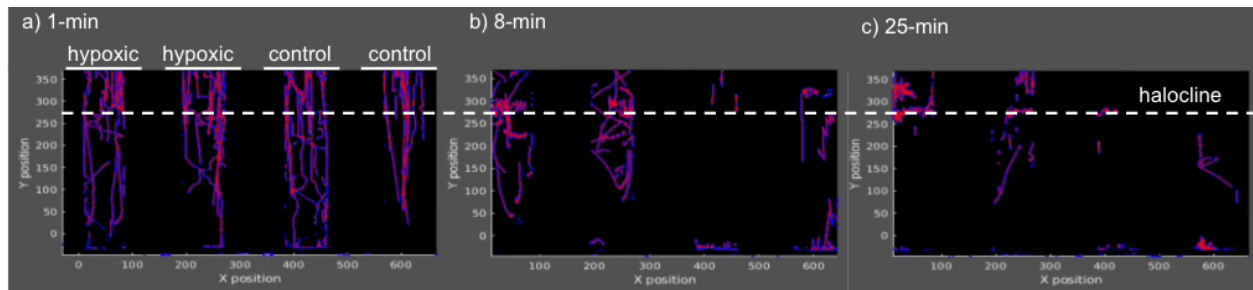 a) 1-min
b) 8-min
c) 25-min
hypoxic hypoxic control control
halocline
350
300
250
200
150
100
50
0
Y position
0 100 200 300 400 500 600
X position
350
300
250
200
150
100
50
0
Y position
100 200 300 400 500 600
X position
350
300
250
200
150
100
50
0
Y position
100 200 300 400 500 600
X position